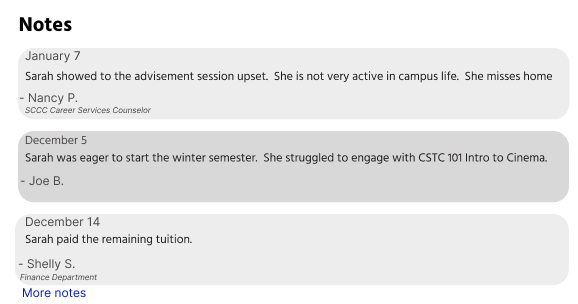 Notes
January 7
Sarah showed to the advisement session upset. She is not very active in campus life. She misses home
- Nancy P.
SCCC Career Services Counselor
December 5
Sarah was eager to start the winter semester. She struggled to engage with CSTC 101 Intro to Cinema.
- Joe B.
December 14
Sarah paid the remaining tuition.
- Shelly S.
Finance Department
More notes